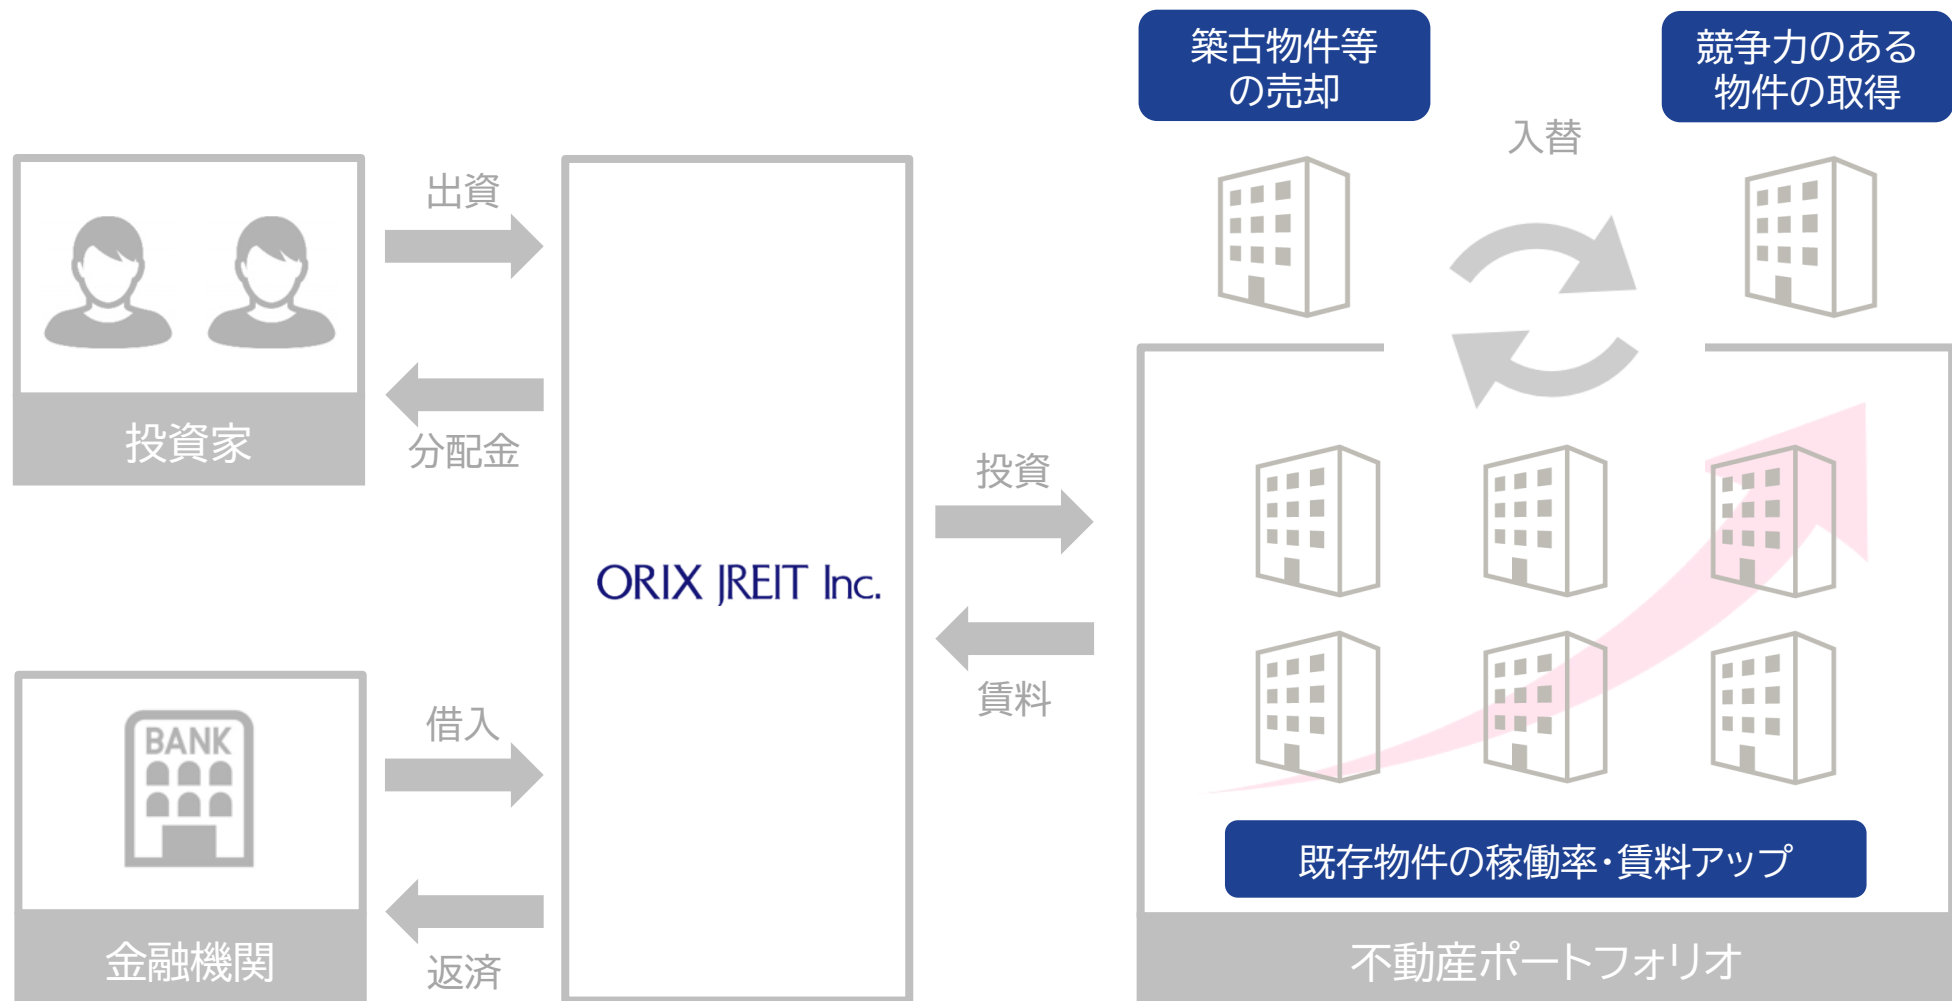 築古物件等
の売却
競争力のある
物件の取得
入替
出資
分配金
投資家
投資
ORIX JREIT Inc.
賃料
BANK
借入
返済
金融機関
既存物件の稼働率・賃料アップ
不動産ポートフォリオ